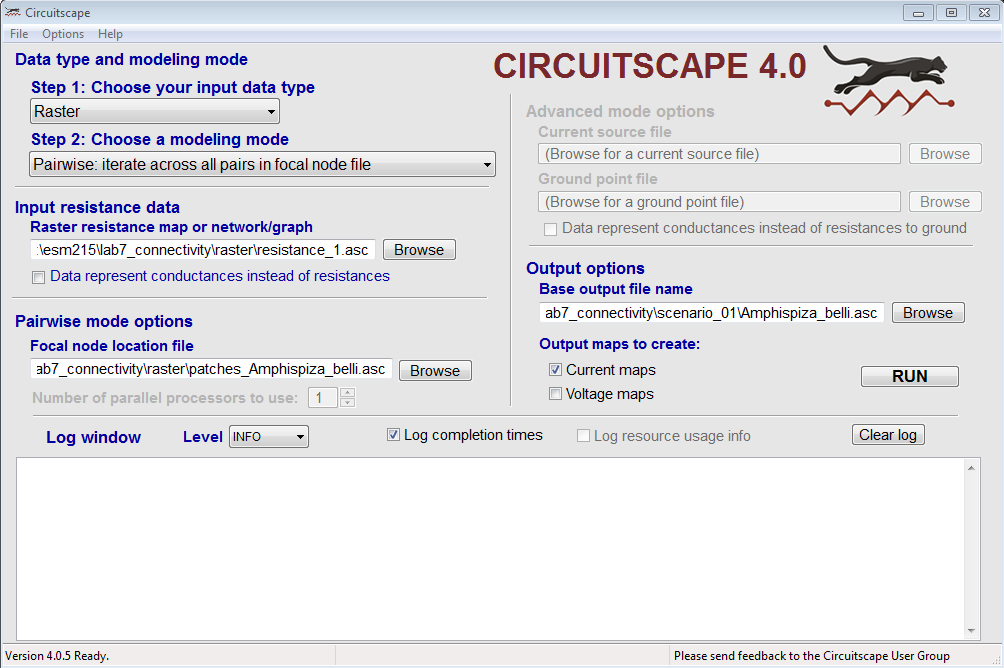 Circuitscape
File Options Help
Data type and modeling mode
Step 1: Choose your input data type
Raster
Step 2: Choose a modeling mode
Pairwise: iterate across all pairs in focal node file
Input resistance data
Raster resistance map or network/graph
:\esm215\lab7_connectivity\raster\resistance_1.asc Browse
Data represent conductances instead of resistances
Pairwise mode options
Focal node location file
ab7_connectivity\raster\patches_Amphispiza_belli.asc Browse
Number of parallel processors to use: 1
CIRCUITSCAPE 4.0
Advanced mode options
Current source file
(Browse for a current source file) Browse
Ground point file
(Browse for a ground point file) Browse
Data represent conductances instead of resistances to ground
Output options
Base output file name
ab7_connectivity\scenario_01\Amphispiza_belli.asc Browse
Output maps to create:
Current maps
Voltage maps
RUN
Log window Level INFO Log completion times Log resource usage info Clear log
Version 4.0.5 Ready. Please send feedback to the Circuitscape User Group